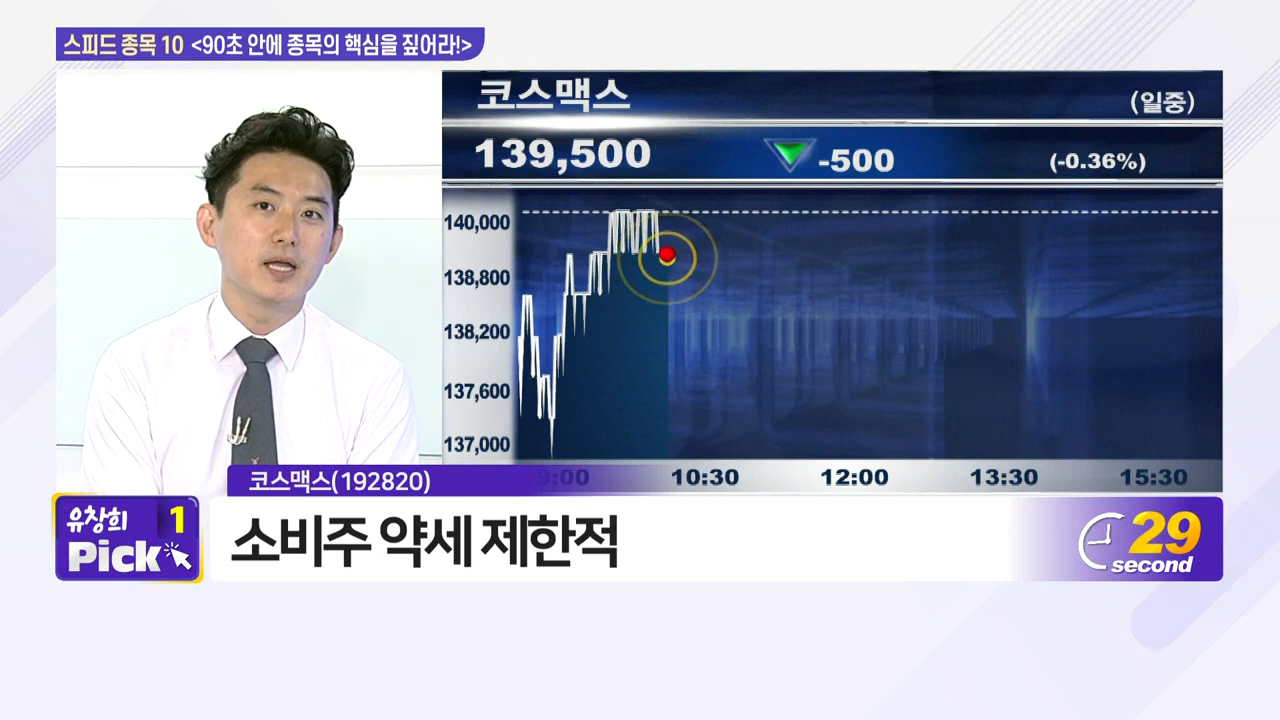 스피드 종목 10 <90초 안에 종목의 핵심을 짚어라!>
코스맥스 (일중)
139,500 -500 (-0.36%)
140,000
138,800
138,200
137,600
137,000
9:00 10:30 12:00 13:30 15:30
코스맥스(192820)
유창희 1
Pick
소비주 약세 제한적
29
second